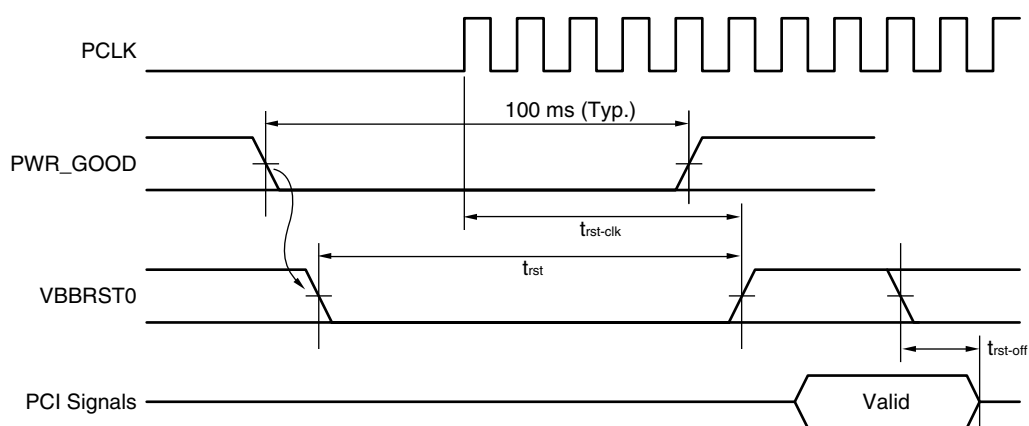 PCLK
100 ms (Typ.)
PWR_GOOD
trst-clk
trst
VBBRST0
trst-off
PCI Signals
Valid